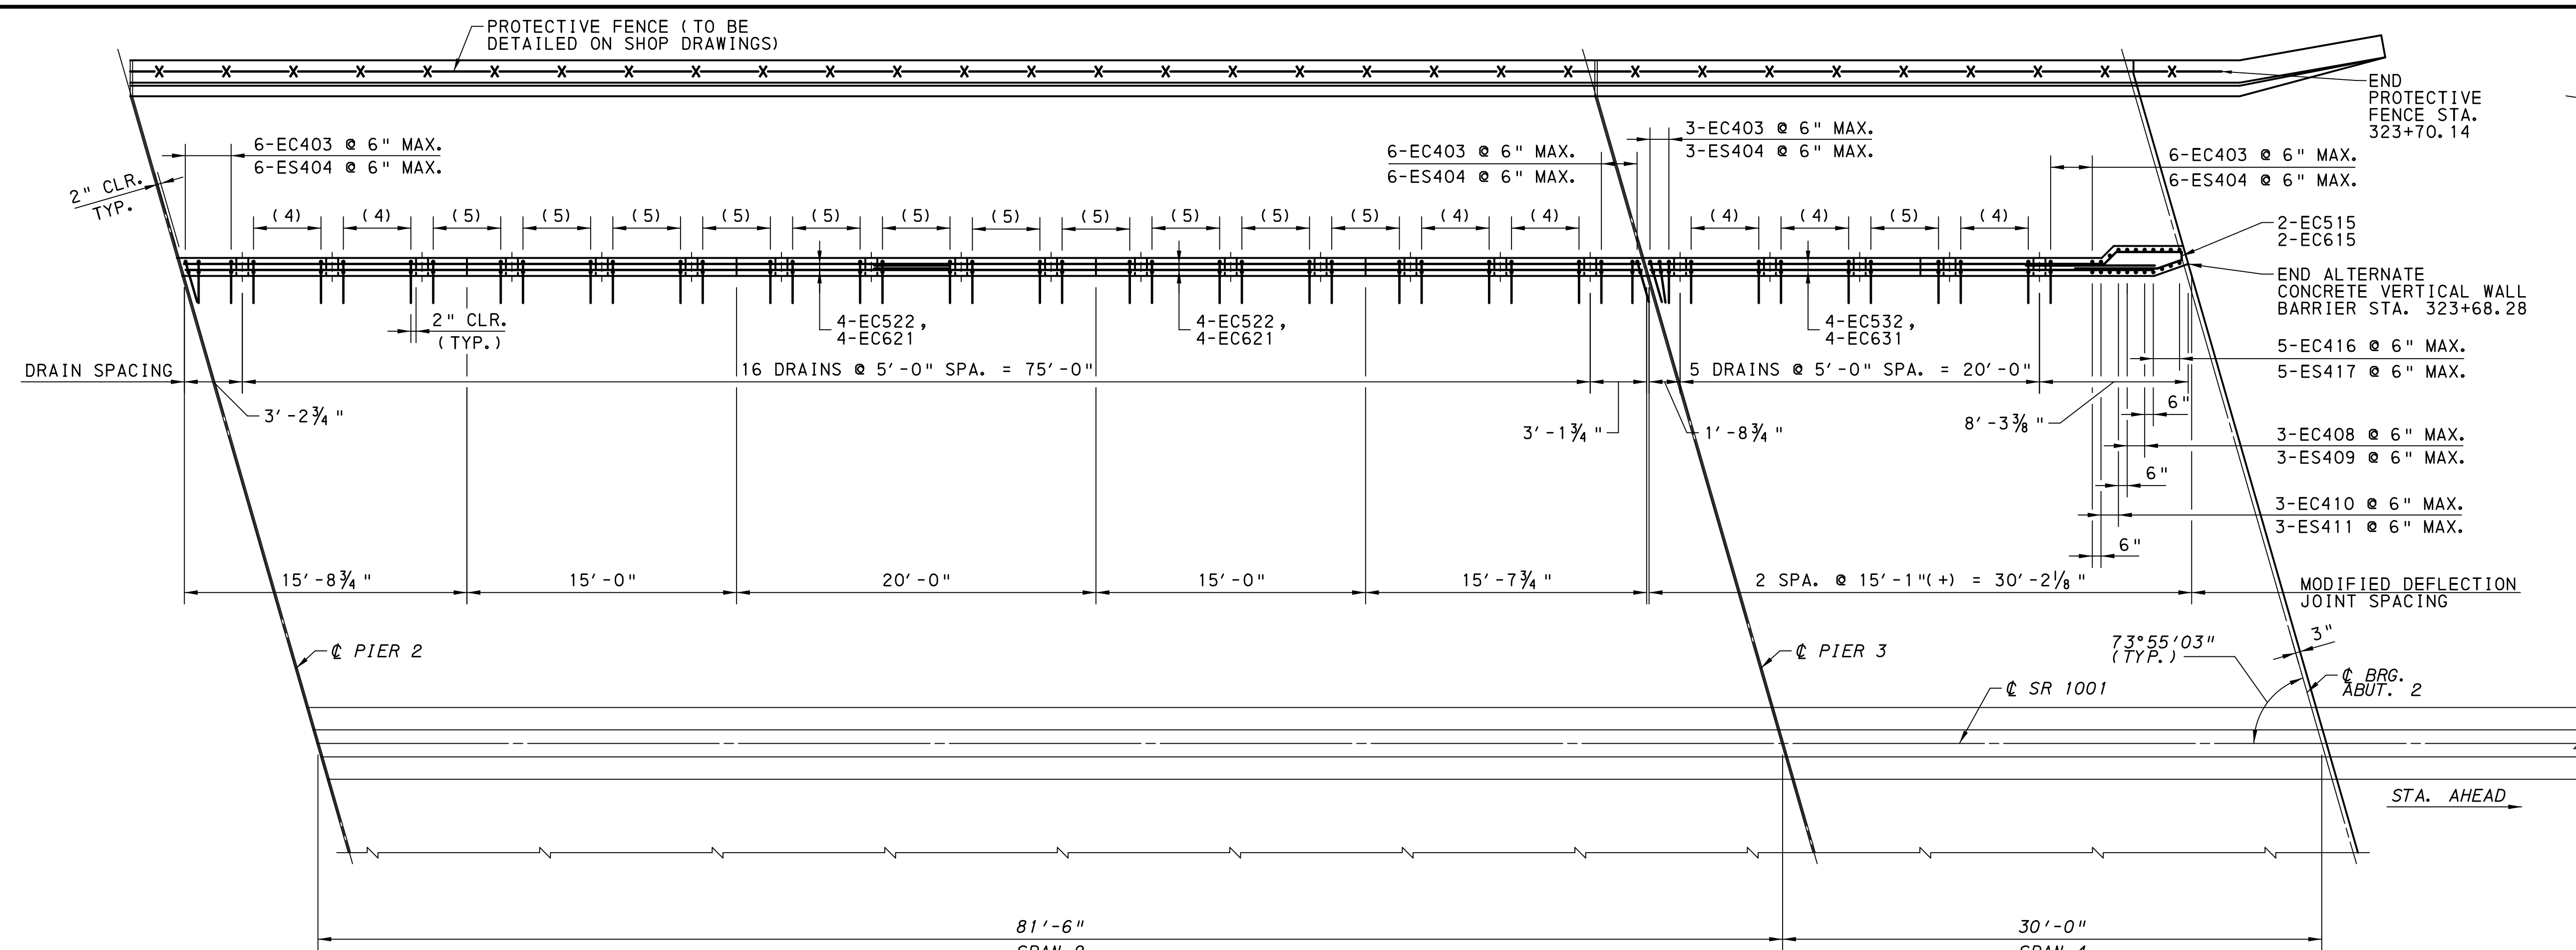 PROTECTIVE FENCE (TO BE
DETAILED ON SHOP DRAWINGS)
END
PROTECTIVE
FENCE STA.
323+70.14
6-EC403 @ 6" MAX.
6-ES404 @ 6" MAX.
6-EC403 @ 6" MAX.
6-ES404 @ 6" MAX.
3-EC403 @ 6" MAX.
3-ES404 @ 6" MAX.
6-EC403 @ 6" MAX.
6-ES404 @ 6" MAX.
2" CLR.
TYP.
(4) (4) (5) (5) (5) (5) (5) (5) (5) (5) (5) (5) (5) (4) (4) (4) (4) (5) (4)
2-EC515
2-EC615
END ALTERNATE
CONCRETE VERTICAL WALL
BARRIER STA. 323+68.28
2" CLR.
(TYP.)
4-EC522,
4-EC621
4-EC522,
4-EC621
4-EC532,
4-EC631
5-EC416 @ 6" MAX.
5-ES417 @ 6" MAX.
DRAIN SPACING
16 DRAINS @ 5'-0" SPA. = 75'-0"
5 DRAINS @ 5'-0" SPA. = 20'-0"
3'-2¾"
3'-1¾"
1'-8¾"
8'-3⅜"
6"
3-EC408 @ 6" MAX.
3-ES409 @ 6" MAX.
6"
3-EC410 @ 6" MAX.
3-ES411 @ 6" MAX.
6"
15'-8¾"
15'-0"
20'-0"
15'-0"
15'-7¾"
2 SPA. @ 15'-1"(+) = 30'-2⅛"
MODIFIED DEFLECTION
JOINT SPACING
℄ PIER 2
℄ PIER 3
73°55'03"
(TYP.)
3"
℄ BRG.
ABUT. 2
℄ SR 1001
STA. AHEAD
81'-6"
30'-0"